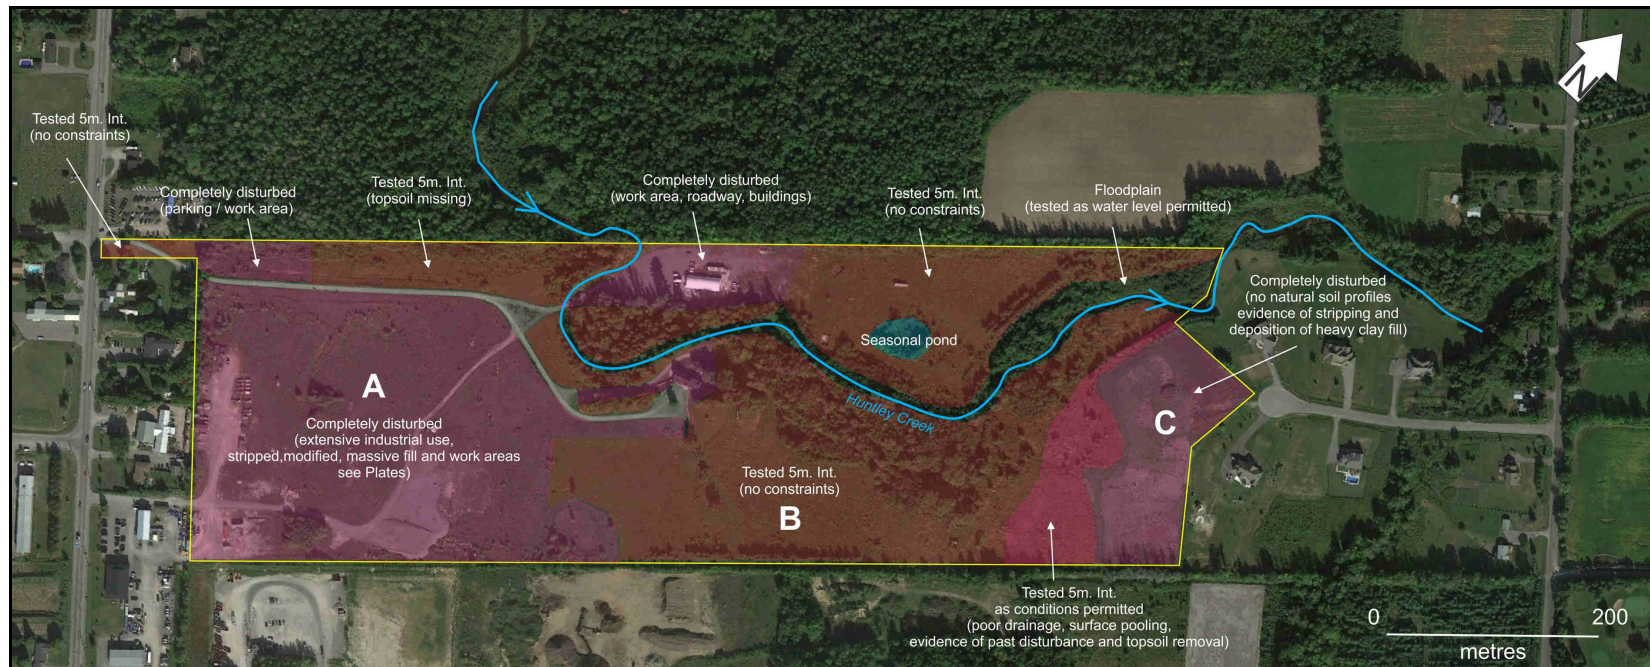 N
Tested 5m. Int.
(no constraints)
Completely disturbed
(parking / work area)
Tested 5m. Int.
(topsoil missing)
Completely disturbed
(work area, roadway, buildings)
Tested 5m. Int.
(no constraints)
Floodplain
(tested as water level permitted)
Completely disturbed
(no natural soil profiles
evidence of stripping and
deposition of heavy clay fill)
Seasonal pond
A
Completely disturbed
(extensive industrial use,
stripped,modified, massive fill and work areas
see Plates)
Huntley Creek
C
Tested 5m. Int.
(no constraints)
B
Tested 5m. Int.
as conditions permitted
(poor drainage, surface pooling,
evidence of past disturbance and topsoil removal)
0 200
metres